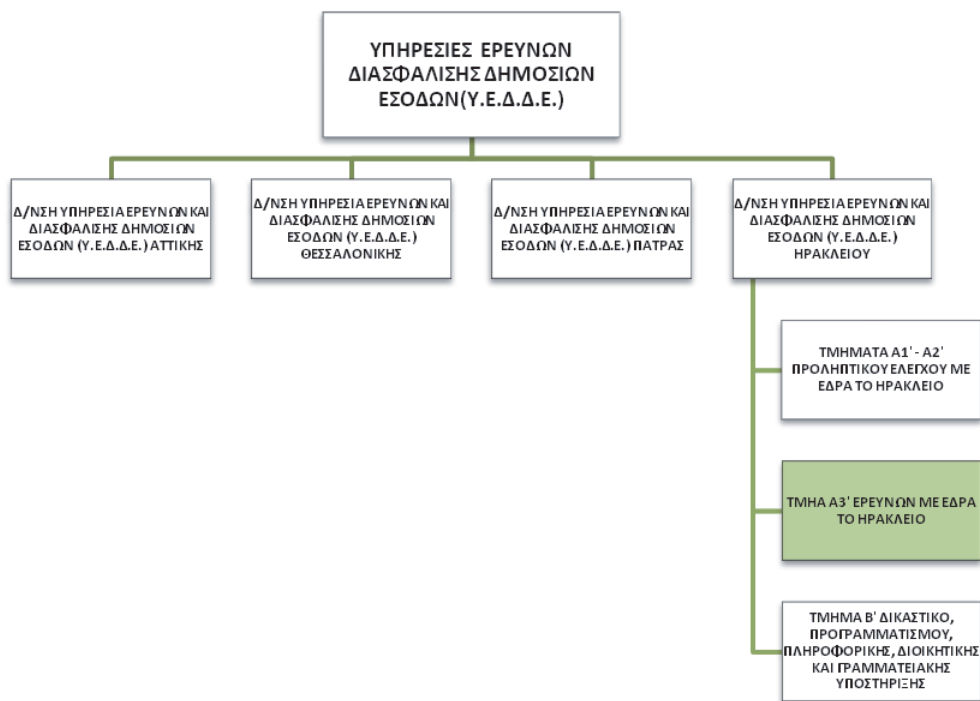 ΥΠΗΡΕΣΙΕΣ ΕΡΕΥΝΩΝ
ΔΙΑΣΦΑΛΙΣΗΣ ΔΗΜΟΣΙΩΝ
ΕΣΟΔΩΝ(Υ.Ε.Δ.Δ.Ε.)
Δ/ΝΣΗ ΥΠΗΡΕΣΙΑ ΕΡΕΥΝΩΝ ΚΑΙ
ΔΙΑΣΦΑΛΙΣΗΣ ΔΗΜΟΣΙΩΝ
ΕΣΟΔΩΝ (Υ.Ε.Δ.Δ.Ε.) ΑΤΤΙΚΗΣ
Δ/ΝΣΗ ΥΠΗΡΕΣΙΑ ΕΡΕΥΝΩΝ ΚΑΙ
ΔΙΑΣΦΑΛΙΣΗΣ ΔΗΜΟΣΙΩΝ
ΕΣΟΔΩΝ (Υ.Ε.Δ.Δ.Ε.)
ΘΕΣΣΑΛΟΝΙΚΗΣ
Δ/ΝΣΗ ΥΠΗΡΕΣΙΑ ΕΡΕΥΝΩΝ ΚΑΙ
ΔΙΑΣΦΑΛΙΣΗΣ ΔΗΜΟΣΙΩΝ
ΕΣΟΔΩΝ (Υ.Ε.Δ.Δ.Ε.) ΠΑΤΡΑΣ
Δ/ΝΣΗ ΥΠΗΡΕΣΙΑ ΕΡΕΥΝΩΝ ΚΑΙ
ΔΙΑΣΦΑΛΙΣΗΣ ΔΗΜΟΣΙΩΝ
ΕΣΟΔΩΝ (Υ.Ε.Δ.Δ.Ε.)
ΗΡΑΚΛΕΙΟΥ
ΤΜΗΜΑΤΑ Α1' - Α2'
ΠΡΟΛΗΠΤΙΚΟΥ ΕΛΕΓΧΟΥ ΜΕ
ΕΔΡΑ ΤΟ ΗΡΑΚΛΕΙΟ
ΤΜΗΑ Α3' ΕΡΕΥΝΩΝ ΜΕ ΕΔΡΑ
ΤΟ ΗΡΑΚΛΕΙΟ
ΤΜΗΜΑ Β' ΔΙΚΑΣΤΙΚΟ,
ΠΡΟΓΡΑΜΜΑΤΙΣΜΟΥ,
ΠΛΗΡΟΦΟΡΙΚΗΣ, ΔΙΟΙΚΗΤΙΚΗΣ
ΚΑΙ ΓΡΑΜΜΑΤΕΙΑΚΗΣ
ΥΠΟΣΤΗΡΙΞΗΣ